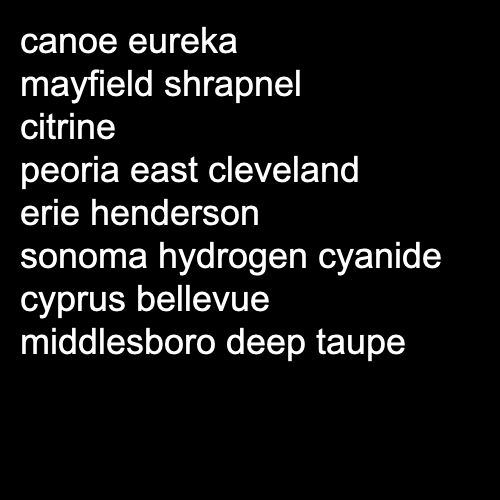 canoe eureka
mayfield shrapnel
citrine
peoria east cleveland
erie henderson
sonoma hydrogen cyanide
cyprus bellevue
middlesboro deep taupe